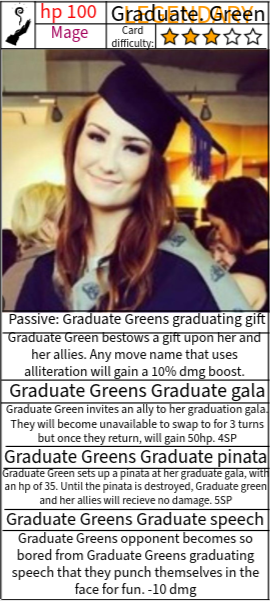 hp 100
LEGENDARY
Graduate. Green
Mage
Card
difficulty:
Passive: Graduate Greens graduating gift
Graduate Green bestows a gift upon her and
her allies. Any move name that uses
alliteration will gain a 10% dmg boost.
Graduate Greens Graduate gala
Graduate Green invites an ally to her graduation gala.
They will become unavailable to swap to for 3 turns
but once they return, will gain 50hp. 4SP
Graduate Greens Graduate pinata
Graduate Green sets up a pinata at her graduate gala, with
an hp of 35. Until the pinata is destroyed, Graduate green
and her allies will recieve no damage. 5SP
Graduate Greens Graduate speech
Graduate Greens opponent becomes so
bored from Graduate Greens graduating
speech that they punch themselves in the
face for fun. -10 dmg